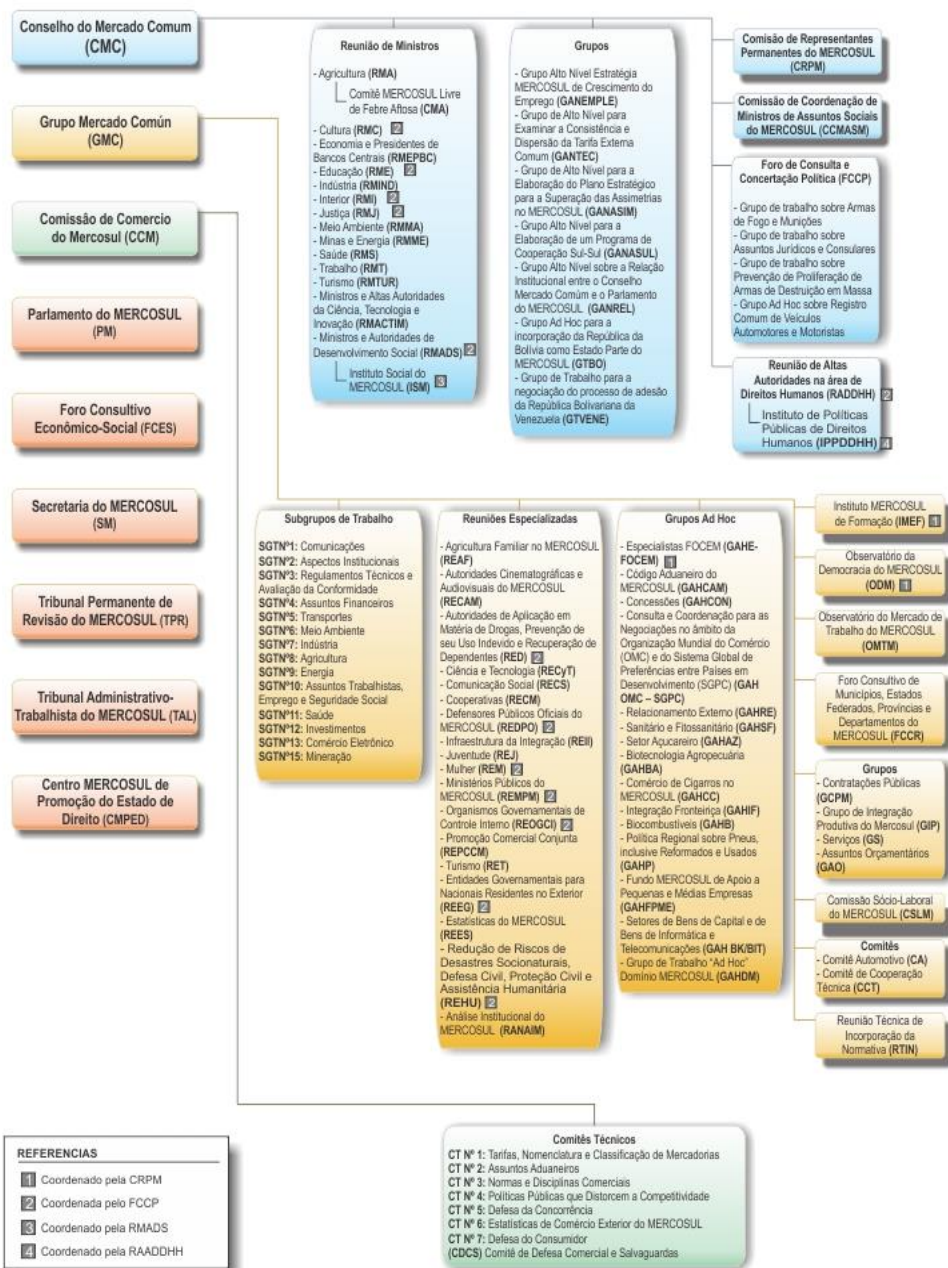 Conselho do Mercado Comum
(CMC)
Grupo Mercado Común
(GMC)
Comissão de Comercio
do Mercosul (CCM)
Parlamento do MERCOSUL
(PM)
Foro Consultivo
Econômico-Social (FCES)
Secretaria do MERCOSUL
(SM)
Tribunal Permanente de
Revisão do MERCOSUL (TPR)
Tribunal Administrativo-
Trabalhista do MERCOSUL (TAL)
Centro MERCOSUL de
Promoção do Estado de
Direito (CMPED)
Reunião de Ministros
- Agricultura (RMA)
Comitê MERCOSUL Livre
de Febre Aftosa (CMA)
- Cultura (RMC) 2
- Economia e Presidentes de
Bancos Centrais (RMEPBC)
- Educação (RME) 2
- Indústria (RMIND)
- Interior (RMI) 2
- Justiça (RMJ) 2
- Meio Ambiente (RMMA)
- Minas e Energia (RMME)
- Saúde (RMS)
- Trabalho (RMT)
- Turismo (RMTUR)
- Ministros e Altas Autoridades
da Ciência, Tecnologia e
Inovação (RMACTIM)
- Ministros e Autoridades de
Desenvolvimento Social (RMADS) 2
Instituto Social do
MERCOSUL (ISM) 3
Grupos
- Grupo Alto Nível Estratégia
MERCOSUL de Crescimento do
Emprego (GANEMPLE)
- Grupo de Alto Nível para
Examinar a Consistência e
Dispersão da Tarifa Externa
Comum (GANTEC)
- Grupo de Alto Nível para a
Elaboração do Plano Estratégico
para a Superação das Assimetrias
no MERCOSUL (GANASIM)
- Grupo Alto Nível para a
Elaboração de um Programa de
Cooperação Sul-Sul (GANASUL)
- Grupo Alto Nível sobre a Relação
Institucional entre o Conselho
Mercado Comúm e o Parlamento
do MERCOSUL (GANREL)
- Grupo Ad Hoc para a
incorporação da República da
Bolívia como Estado Parte do
MERCOSUL (GTBO)
- Grupo de Trabalho para a
negociação do processo de adesão
da República Bolivariana da
Venezuela (GTVENE)
Comisão de Representantes
Permanentes do MERCOSUL
(CRPM)
Comissão de Coordenação de
Ministros de Assuntos Sociais
do MERCOSUL (CCMASM)
Foro de Consulta e
Concertação Política (FCCP)
- Grupo de trabalho sobre Armas
de Fogo e Munições
- Grupo de trabalho sobre
Assuntos Jurídicos e Consulares
- Grupo de trabalho sobre
Prevenção de Proliferação de
Armas de Destruição em Massa
- Grupo Ad Hoc sobre Registro
Comum de Veículos
Automotores e Motoristas
Reunião de Altas
Autoridades na área de
Direitos Humanos (RADDHH) 2
Instituto de Políticas
Públicas de Direitos
Humanos (IPPDDHH) 4
Subgrupos de Trabalho
SGTNº1: Comunicações
SGTNº2: Aspectos Institucionais
SGTNº3: Regulamentos Técnicos e
Avaliação da Conformidade
SGTNº4: Assuntos Financeiros
SGTNº5: Transportes
SGTNº6: Meio Ambiente
SGTNº7: Indústria
SGTNº8: Agricultura
SGTNº9: Energia
SGTNº10: Assuntos Trabalhistas,
Emprego e Seguridade Social
SGTNº11: Saúde
SGTNº12: Investimentos
SGTNº13: Comércio Eletrônico
SGTNº15: Mineração
Reuniões Especializadas
- Agricultura Familiar no MERCOSUL
(REAF)
- Autoridades Cinematográficas e
Audiovisuais do MERCOSUL
(RECAM)
- Autoridades de Aplicação em
Matéria de Drogas, Prevenção de
seu Uso Indevido e Recuperação de
Dependentes (RED) 2
- Ciência e Tecnologia (RECyT)
- Comunicação Social (RECS)
- Cooperativas (RECM)
- Defensores Públicos Oficiais do
MERCOSUL (REDPO) 2
- Infraestrutura da Integração (REII)
- Juventude (REJ)
- Mulher (REM) 2
- Ministérios Públicos do
MERCOSUL (REMPM) 2
- Organismos Governamentais de
Controle Interno (REOGCI) 2
- Promoção Comercial Conjunta
(REPCCM)
- Turismo (RET)
- Entidades Governamentais para
Nacionais Residentes no Exterior
(REEG) 2
- Estatísticas do MERCOSUL
(REES)
- Redução de Riscos de
Desastres Socionaturais,
Defesa Civil, Proteção Civil e
Assistência Humanitária
(REHU) 2
- Análise Institucional do
MERCOSUL (RANAIM)
Grupos Ad Hoc
- Especialistas FOCEM (GAHE-
FOCEM) 1
- Código Aduaneiro do
MERCOSUL (GAHCAM)
- Concessões (GAHCON)
- Consulta e Coordenação para as
Negociações no âmbito da
Organização Mundial do Comércio
(OMC) e do Sistema Global de
Preferências entre Países em
Desenvolvimento (SGPC) (GAH
OMC – SGPC)
- Relacionamento Externo (GAHRE)
- Sanitário e Fitossanitário (GAHSF)
- Setor Açucareiro (GAHAZ)
- Biotecnologia Agropecuária
(GAHBA)
- Comércio de Cigarros no
MERCOSUL (GAHCC)
- Integração Fronteiriça (GAHIF)
- Biocombustíveis (GAHB)
- Política Regional sobre Pneus,
inclusive Reformados e Usados
(GAHP)
- Fundo MERCOSUL de Apoio a
Pequenas e Médias Empresas
(GAHFPME)
- Setores de Bens de Capital e de
Bens de Informática e
Telecomunicações (GAH BK/BIT)
- Grupo de Trabalho "Ad Hoc"
Domínio MERCOSUL (GAHDM)
Instituto MERCOSUL
de Formação (IMEF) 1
Observatório da
Democracia do MERCOSUL
(ODM) 1
Observatório do Mercado de
Trabalho do MERCOSUL
(OMTM)
Foro Consultivo de
Municípios, Estados
Federados, Províncias e
Departamentos do
MERCOSUL (FCCR)
Grupos
- Contratações Públicas
(GCPM)
- Grupo de Integração
Produtiva do Mercosul (GIP)
- Serviços (GS)
- Assuntos Orçamentários
(GAO)
Comissão Sócio-Laboral
do MERCOSUL (CSLM)
Comitês
- Comitê Automotivo (CA)
- Comitê de Cooperação
Técnica (CCT)
Reunião Técnica de
Incorporação da
Normativa (RTIN)
Comitês Técnicos
CT Nº 1: Tarifas, Nomenclatura e Classificação de Mercadorias
CT Nº 2: Assuntos Aduaneiros
CT Nº 3: Normas e Disciplinas Comerciais
CT Nº 4: Políticas Públicas que Distorcem a Competitividade
CT Nº 5: Defesa da Concorrência
CT Nº 6: Estatísticas de Comércio Exterior do MERCOSUL
CT Nº 7: Defesa do Consumidor
(CDCS) Comitê de Defesa Comercial e Salvaguardas
REFERENCIAS
1 Coordenado pela CRPM
2 Coordenada pelo FCCP
3 Coordenado pela RMADS
4 Coordenado pela RAADDHH